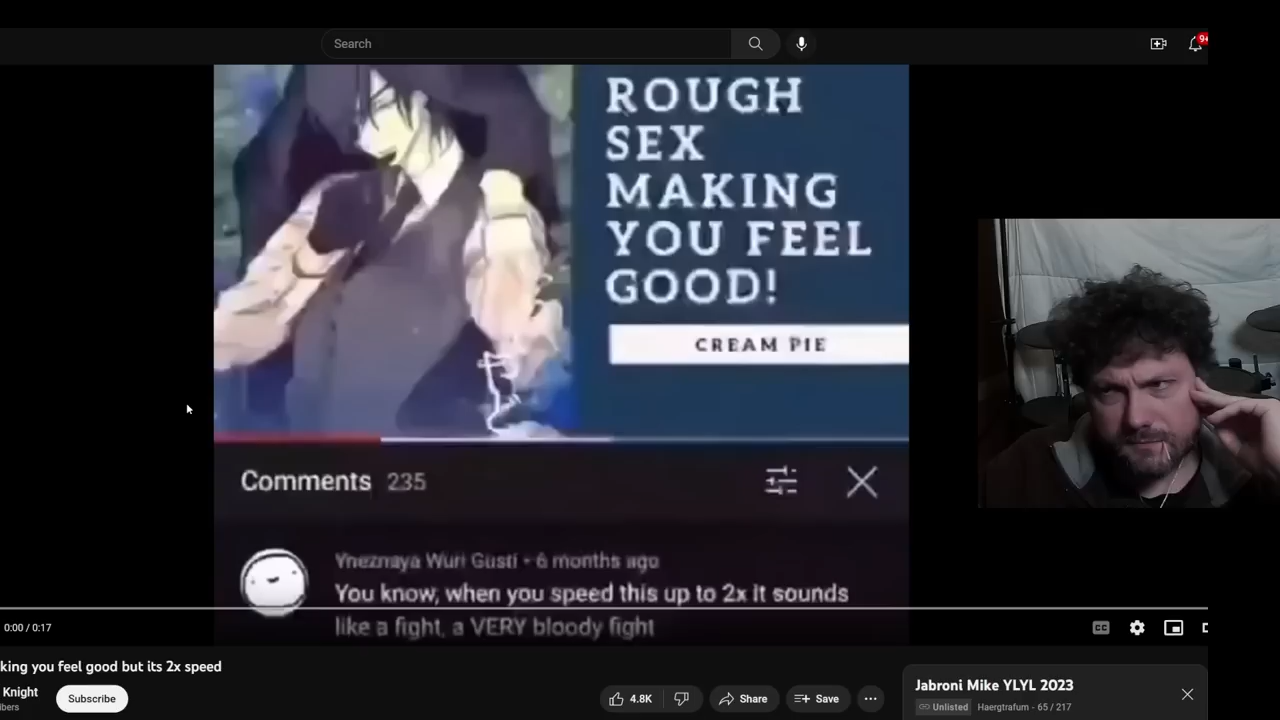 Search
9+
ROUGH
SEX
MAKING
YOU FEEL
GOOD!
CREAM PIE
Comments 235
Yneznaya Wuri Gusti • 6 months ago
You know, when you speed this up to 2x it sounds
like a fight, a VERY bloody fight
0:00 / 0:17
CC
king you feel good but its 2x speed
Knight
bers
Subscribe
4.8K
Share
Save
Jabroni Mike YLYL 2023
Unlisted
Haergtrafum - 65 / 217